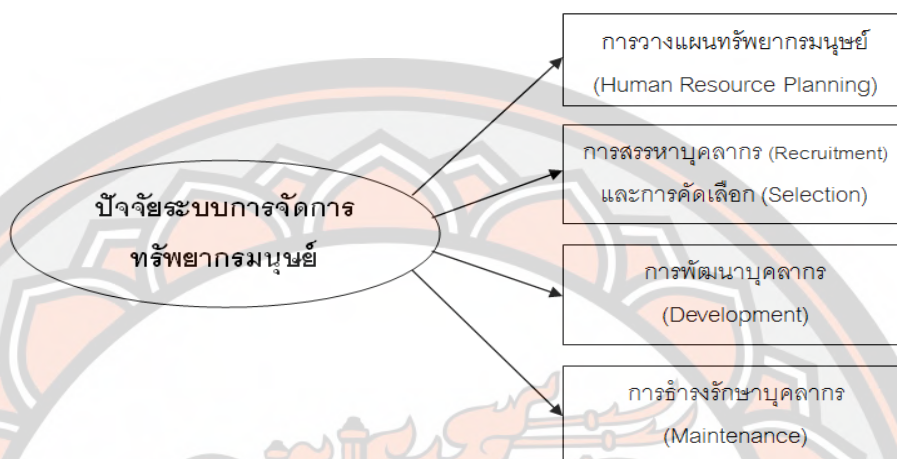 ปัจจัยระบบการจัดการ
ทรัพยากรมนุษย์
การวางแผนทรัพยากรมนุษย์
(Human Resource Planning)
การสรรหาบุคลากร (Recruitment)
และการคัดเลือก (Selection)
การพัฒนาบุคลากร
(Development)
การธำรงรักษาบุคลากร
(Maintenance)